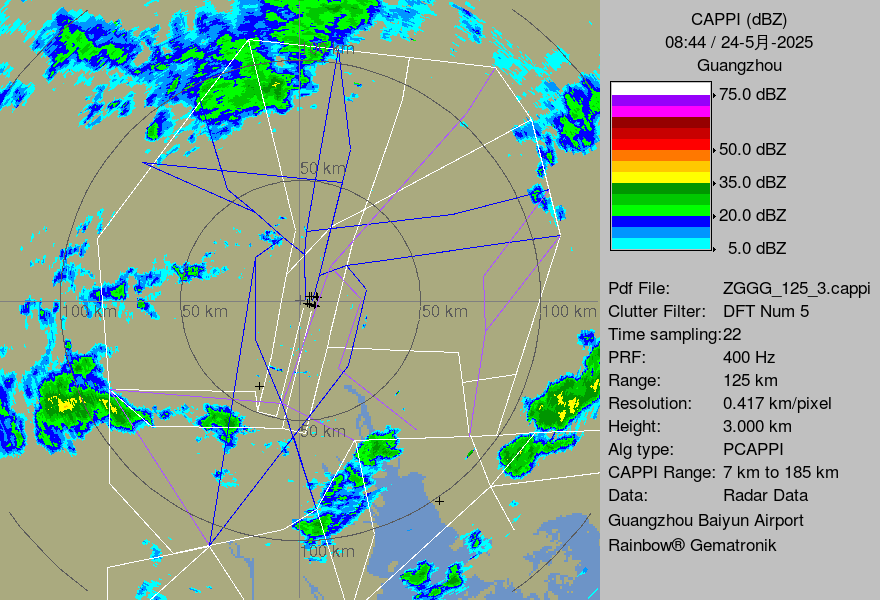 CAPPI (dBZ)
08:44 / 24-5月-2025
Guangzhou
75.0 dBZ
50.0 dBZ
35.0 dBZ
20.0 dBZ
5.0 dBZ
Pdf File: ZGGG_125_3.cappi
Clutter Filter: DFT Num 5
Time sampling:22
PRF: 400 Hz
Range: 125 km
Resolution: 0.417 km/pixel
Height: 3.000 km
Alg type: PCAPPI
CAPPI Range: 7 km to 185 km
Data: Radar Data
Guangzhou Baiyun Airport
Rainbow® Gematronik
100 km
50 km
100 km
50 km
50 km
100 km
50 km
100 km